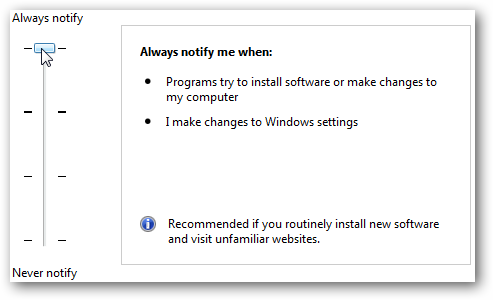 Always notify
Always notify me when:
Programs try to install software or make changes to
my computer
I make changes to Windows settings
Recommended if you routinely install new software
and visit unfamiliar websites.
Never notify